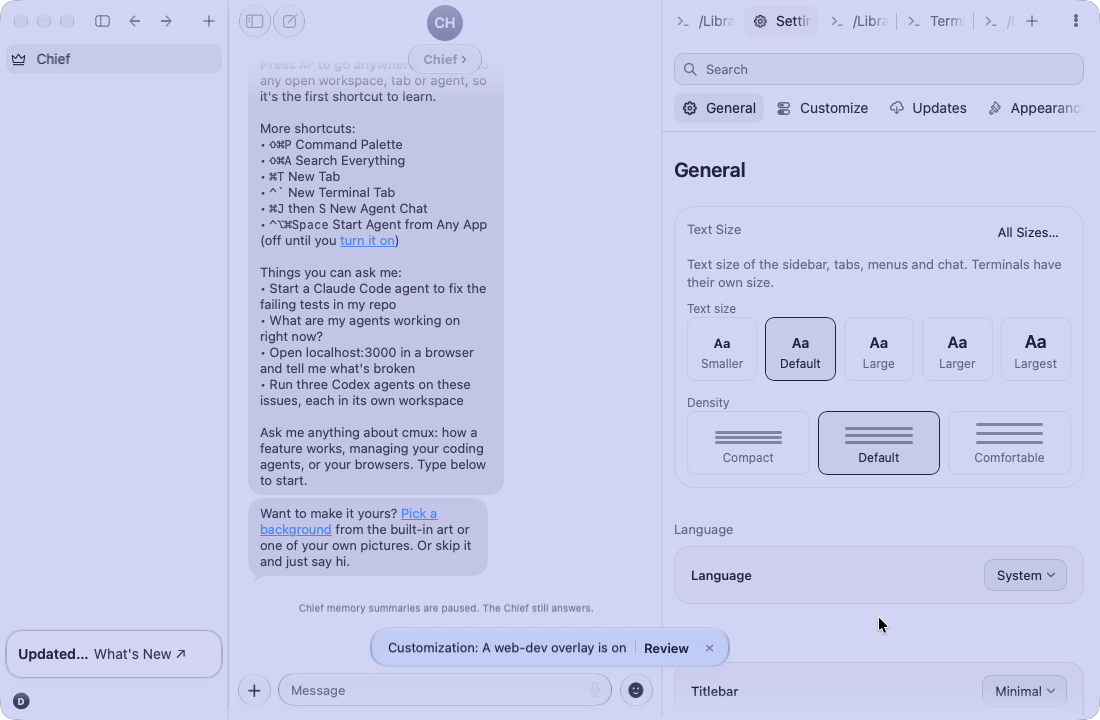 Chief
Updated... What's New ↗
D
CH
Chief ›
Press ⌘P to go anywhere
any open workspace, tab or agent, so
it's the first shortcut to learn.
More shortcuts:
• ⇧⌘P Command Palette
• ⇧⌘A Search Everything
• ⌘T New Tab
• ^` New Terminal Tab
• ⌘J then S New Agent Chat
• ^⌥⌘Space Start Agent from Any App
(off until you turn it on)
Things you can ask me:
• Start a Claude Code agent to fix the
failing tests in my repo
• What are my agents working on
right now?
• Open localhost:3000 in a browser
and tell me what's broken
• Run three Codex agents on these
issues, each in its own workspace
Ask me anything about cmux: how a
feature works, managing your coding
agents, or your browsers. Type below
to start.
Want to make it yours? Pick a
background from the built-in art or
one of your own pictures. Or skip it
and just say hi.
Chief memory summaries are paused. The Chief still answers.
Customization: A web-dev overlay is on Review ×
Message
/Libra Settin /Libra Termi
Search
General Customize Updates Appearanc
General
Text Size
All Sizes...
Text size of the sidebar, tabs, menus and chat. Terminals have
their own size.
Text size
Aa Aa Aa Aa Aa
Smaller Default Large Larger Largest
Density
Compact Default Comfortable
Language
Language System
Titlebar Minimal